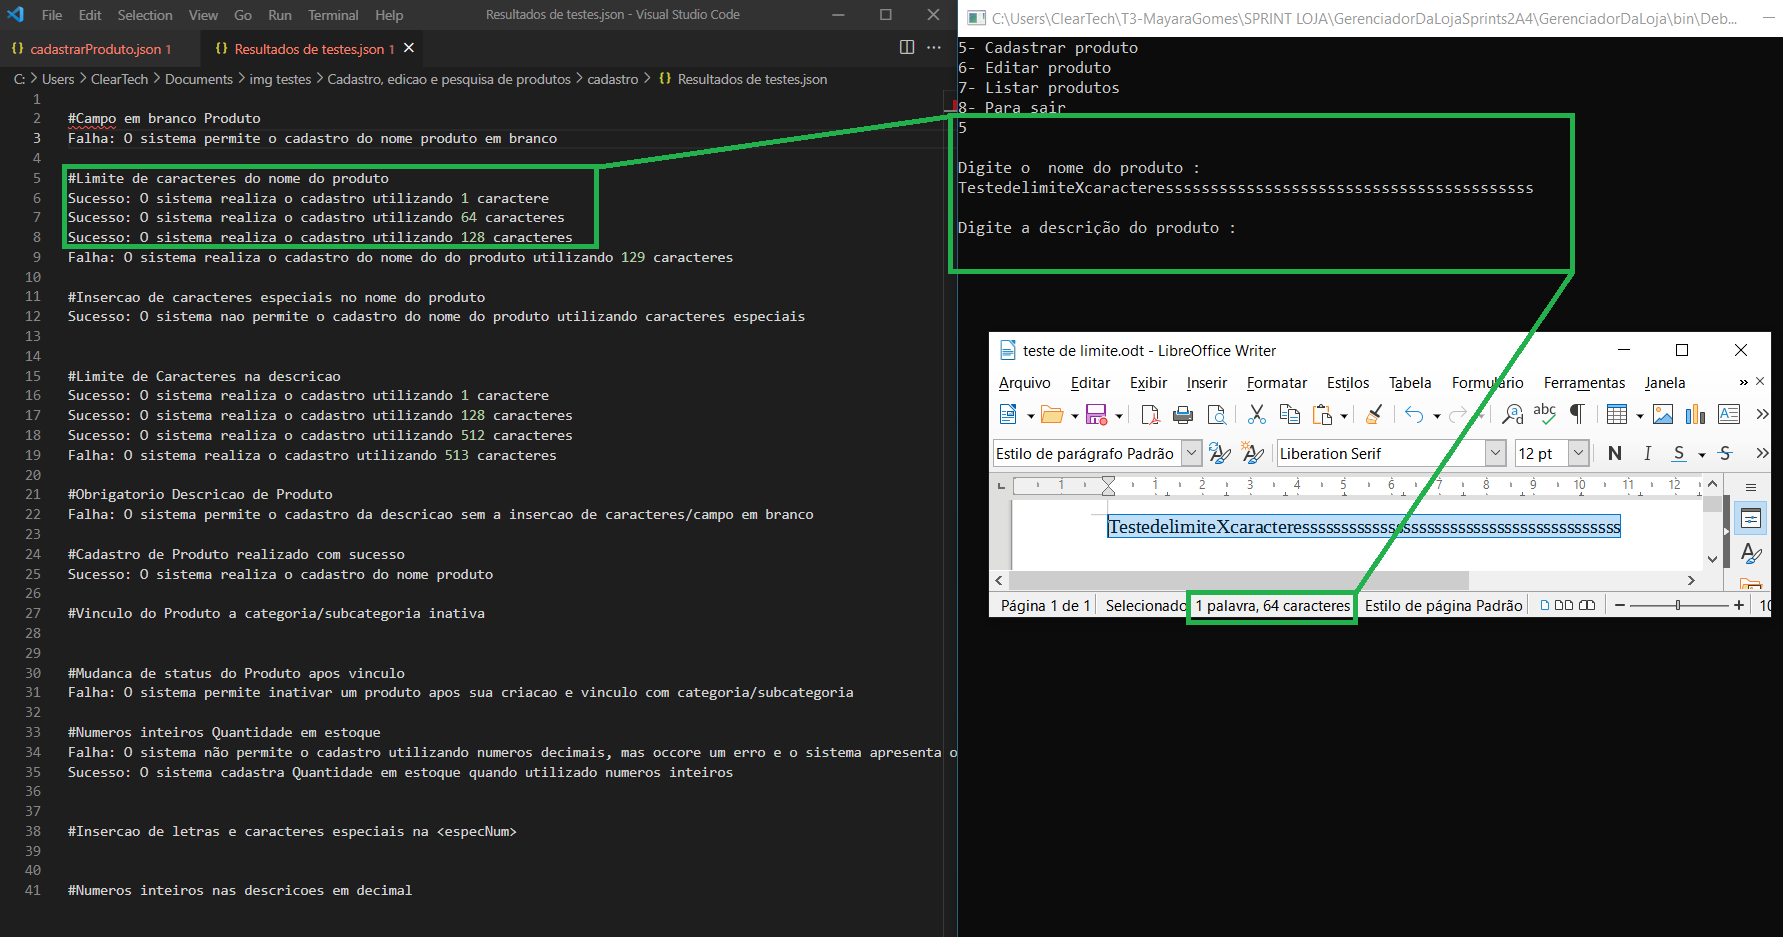 File Edit Selection View Go Run Terminal Help Resultados de testes.json - Visual Studio Code
cadastrarProduto.json 1 Resultados de testes.json 1
C: > Users > ClearTech > Documents > img testes > Cadastro, edicao e pesquisa de produtos > cadastro > {} Resultados de testes.json
1
2 #Campo em branco Produto
3 Falha: O sistema permite o cadastro do nome produto em branco
4
5 #Limite de caracteres do nome do produto
6 Sucesso: O sistema realiza o cadastro utilizando 1 caractere
7 Sucesso: O sistema realiza o cadastro utilizando 64 caracteres
8 Sucesso: O sistema realiza o cadastro utilizando 128 caracteres
9 Falha: O sistema realiza o cadastro do nome do do produto utilizando 129 caracteres
10
11 #Insercao de caracteres especiais no nome do produto
12 Sucesso: O sistema nao permite o cadastro do nome do produto utilizando caracteres especiais
13
14
15 #Limite de Caracteres na descricao
16 Sucesso: O sistema realiza o cadastro utilizando 1 caractere
17 Sucesso: O sistema realiza o cadastro utilizando 128 caracteres
18 Sucesso: O sistema realiza o cadastro utilizando 512 caracteres
19 Falha: O sistema realiza o cadastro utilizando 513 caracteres
20
21 #Obrigatorio Descricao de Produto
22 Falha: O sistema permite o cadastro da descricao sem a insercao de caracteres/campo em branco
23
24 #Cadastro de Produto realizado com sucesso
25 Sucesso: O sistema realiza o cadastro do nome produto
26
27 #Vinculo do Produto a categoria/subcategoria inativa
28
29
30 #Mudanca de status do Produto apos vinculo
31 Falha: O sistema permite inativar um produto apos sua criacao e vinculo com categoria/subcategoria
32
33 #Numeros inteiros Quantidade em estoque
34 Falha: O sistema não permite o cadastro utilizando numeros decimais, mas occore um erro e o sistema apresenta o
35 Sucesso: O sistema cadastra Quantidade em estoque quando utilizado numeros inteiros
36
37
38 #Insercao de letras e caracteres especiais na <especNum>
39
40
41 #Numeros inteiros nas descricoes em decimal
C:\Users\ClearTech\T3-MayaraGomes\SPRINT LOJA\GerenciadorDaLojaSprints2A4\GerenciadorDaLoja\bin\Deb...
5- Cadastrar produto
6- Editar produto
7- Listar produtos
8- Para sair
5
Digite o  nome do produto :
TestedelimiteXcaracteresssssssssssssssssssssssssssssssssssssssss
Digite a descrição do produto :
teste de limite.odt - LibreOffice Writer
Arquivo Editar Exibir Inserir Formatar Estilos Tabela Formulário Ferramentas Janela
Estilo de parágrafo Padrão Liberation Serif 12 pt N I S S
1 1 2 3 4 5 6 7 8 9 10 11 12
TestedelimiteXcaracteresssssssssssssssssssssssssssssssssssssssss
Página 1 de 1 Selecionado 1 palavra, 64 caracteres Estilo de página Padrão